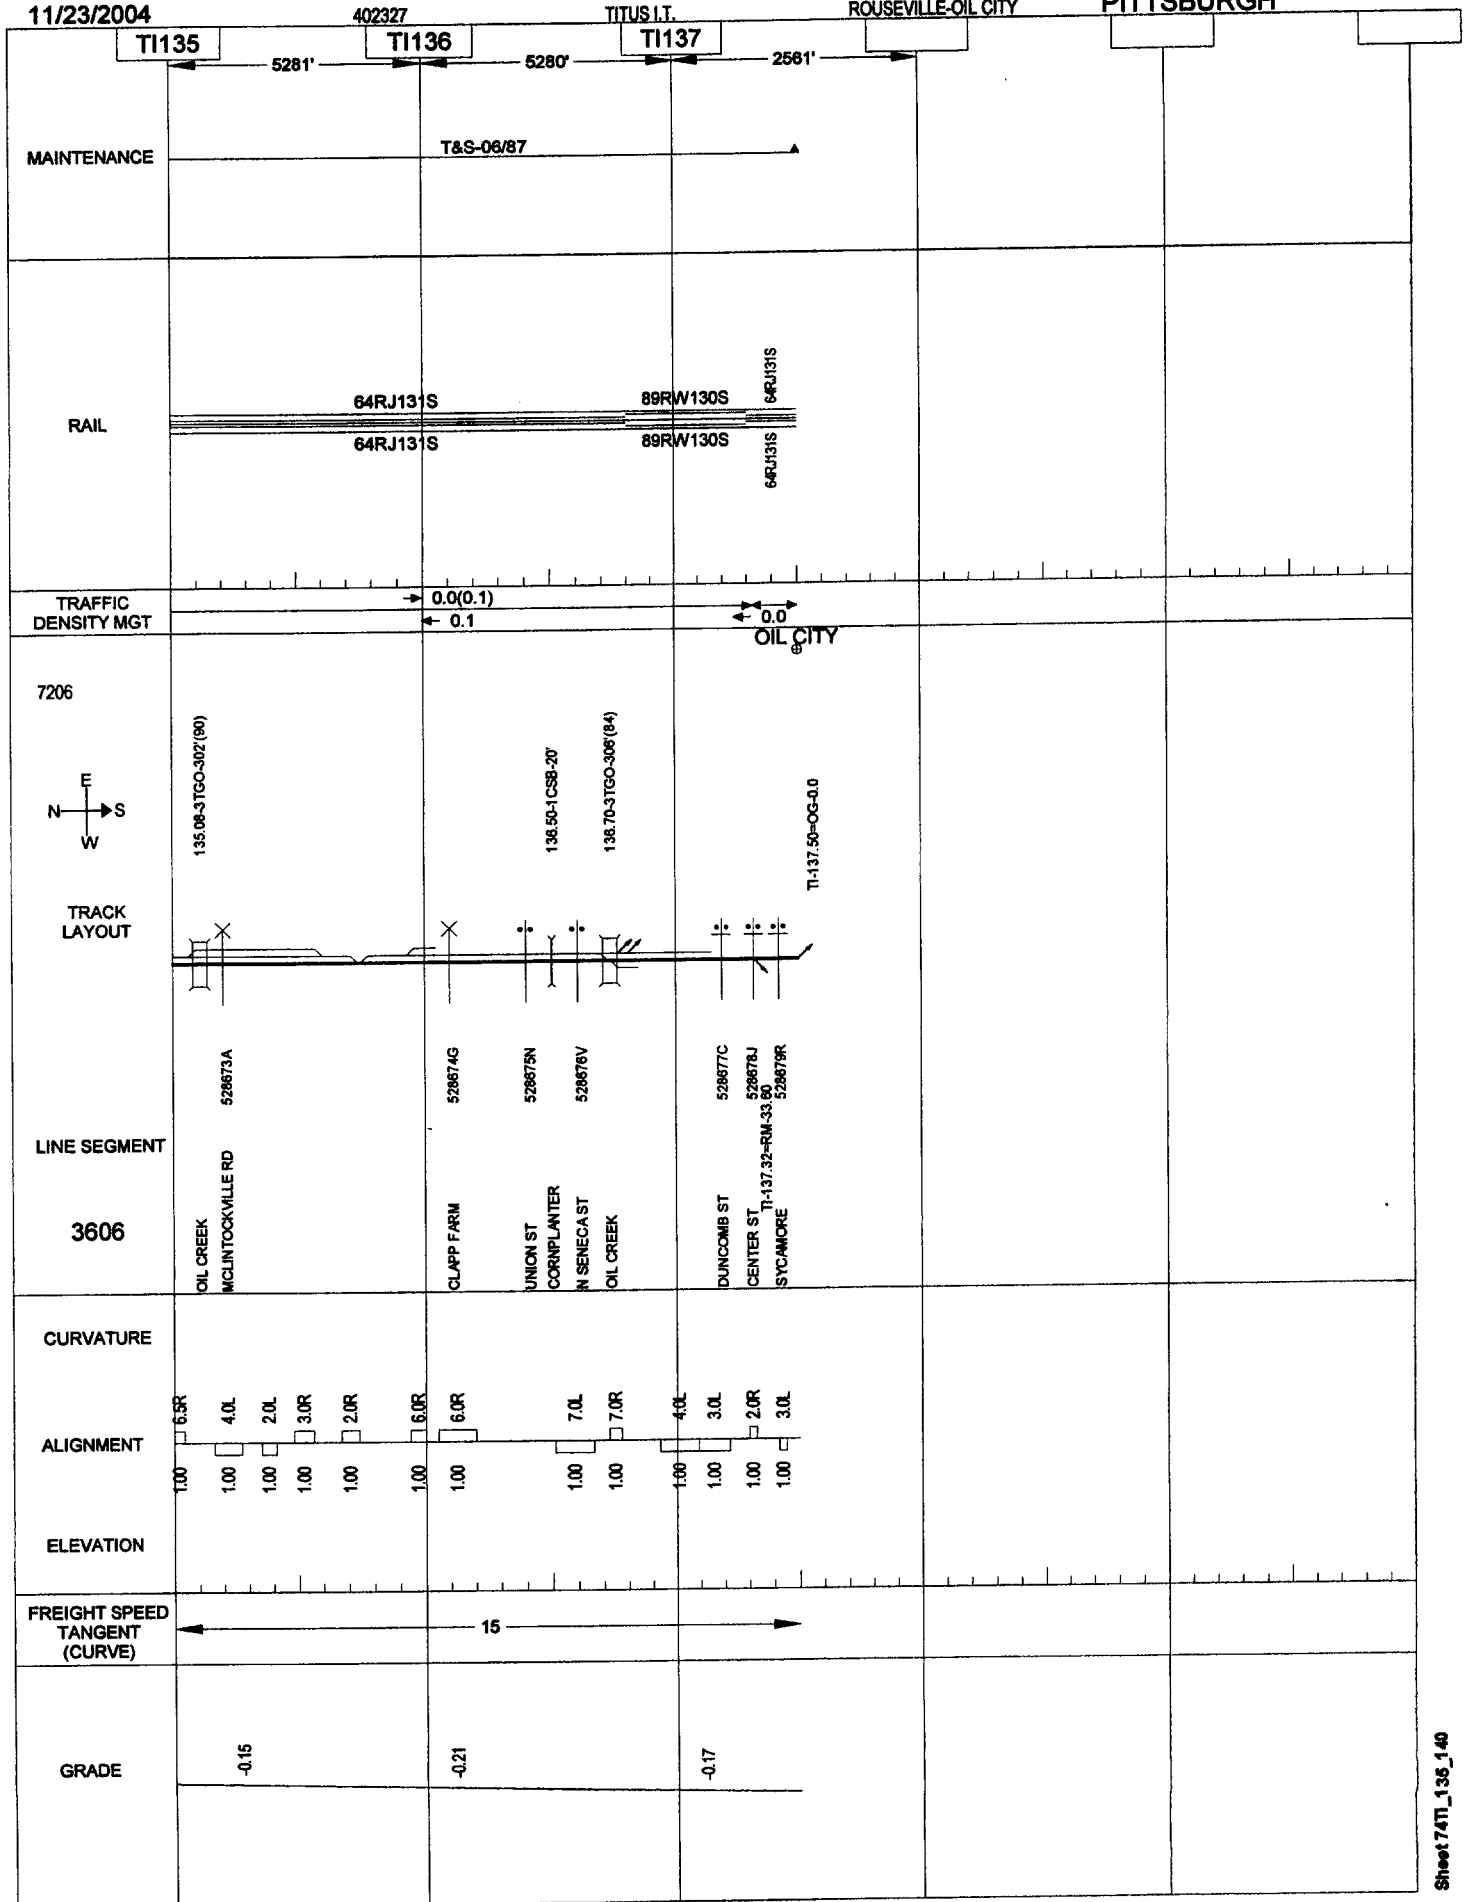 11/23/2004
402327
TITUS I.T.
ROUSEVILLE-OIL CITY
PITTSBURGH
TI135
TI136
TI137
5281'
5280'
2561'
MAINTENANCE
T&S-06/87
RAIL
64RJ131S
64RJ131S
89RW130S
89RW130S
64RJ131S
64RJ131S
TRAFFIC
DENSITY MGT
0.0(0.1)
0.1
0.0
OIL CITY
7206
E
N
S
W
135.08-3TGO-302'(90)
136.50-1CSB-20'
136.70-3TGO-306'(84)
TI-137.50=OG-0.0
TRACK
LAYOUT
528673A
528674G
528675N
528676V
528677C
528678J
528679R
TI-137.32=RM-33.60
LINE SEGMENT
3606
OIL CREEK
MCLINTOCKVILLE RD
CLAPP FARM
UNION ST
CORNPLANTER
N SENECA ST
OIL CREEK
DUNCOMB ST
CENTER ST
SYCAMORE
CURVATURE
6.5R
4.0L
2.0L
3.0R
2.0R
6.0R
6.0R
7.0L
7.0R
4.0L
3.0L
2.0R
3.0L
ALIGNMENT
1.00
1.00
1.00
1.00
1.00
1.00
1.00
1.00
1.00
1.00
1.00
1.00
1.00
ELEVATION
FREIGHT SPEED
TANGENT
(CURVE)
15
GRADE
-0.15
-0.21
-0.17
Sheet 74TI_135_140